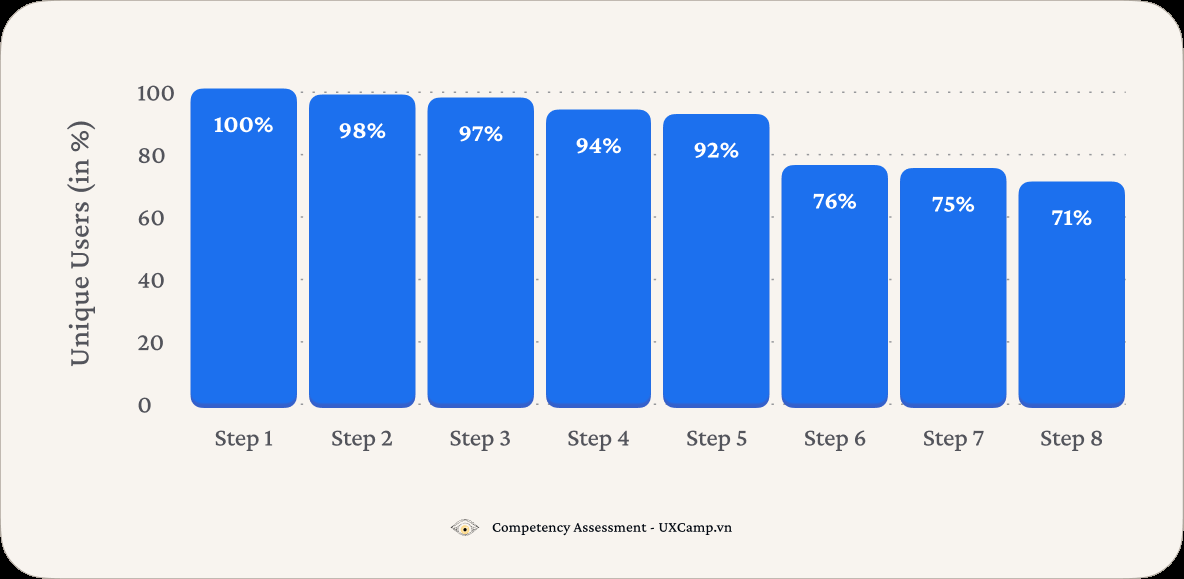 Unique Users (in %)
100
80
60
40
20
0
100%
98%
97%
94%
92%
76%
75%
71%
Step 1
Step 2
Step 3
Step 4
Step 5
Step 6
Step 7
Step 8
Competency Assessment - UXCamp.vn